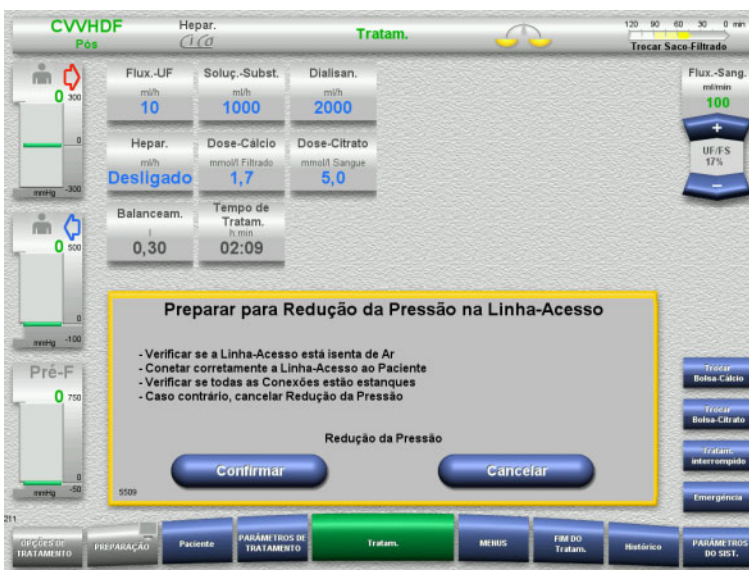 CVVHDF
Pós
Hepar.
Tratam.
120 90 60 30 0 min
Trocar Saco-Filtrado
0 300
0
mmHg -300
Flux.-UF
ml/h
10
Soluç.-Subst.
ml/h
1000
Dialisan.
ml/h
2000
Flux.-Sang.
ml/min
100
+
UF/FS
17%
–
Hepar.
ml/h
Desligado
Dose-Cálcio
mmol/l Filtrado
1,7
Dose-Citrato
mmol/l Sangue
5,0
Balanceam.
l
0,30
Tempo de
Tratam.
h:min
02:09
0 500
0
mmHg -100
Pré-F
0 750
0
mmHg -50
Preparar para Redução da Pressão na Linha-Acesso
- Verificar se a Linha-Acesso está isenta de Ar
- Conetar corretamente a Linha-Acesso ao Paciente
- Verificar se todas as Conexões estão estanques
- Caso contrário, cancelar Redução da Pressão
Redução da Pressão
Confirmar
Cancelar
5509
Trocar
Bolsa-Cálcio
Trocar
Bolsa-Citrato
Tratam.
interrompido
Emergência
211
OPÇÕES DE
TRATAMENTO
PREPARAÇÃO
Paciente
PARÂMETROS DE
TRATAMENTO
Tratam.
MENUS
FIM DO
Tratam.
Histórico
PARÂMETROS
DO SIST.